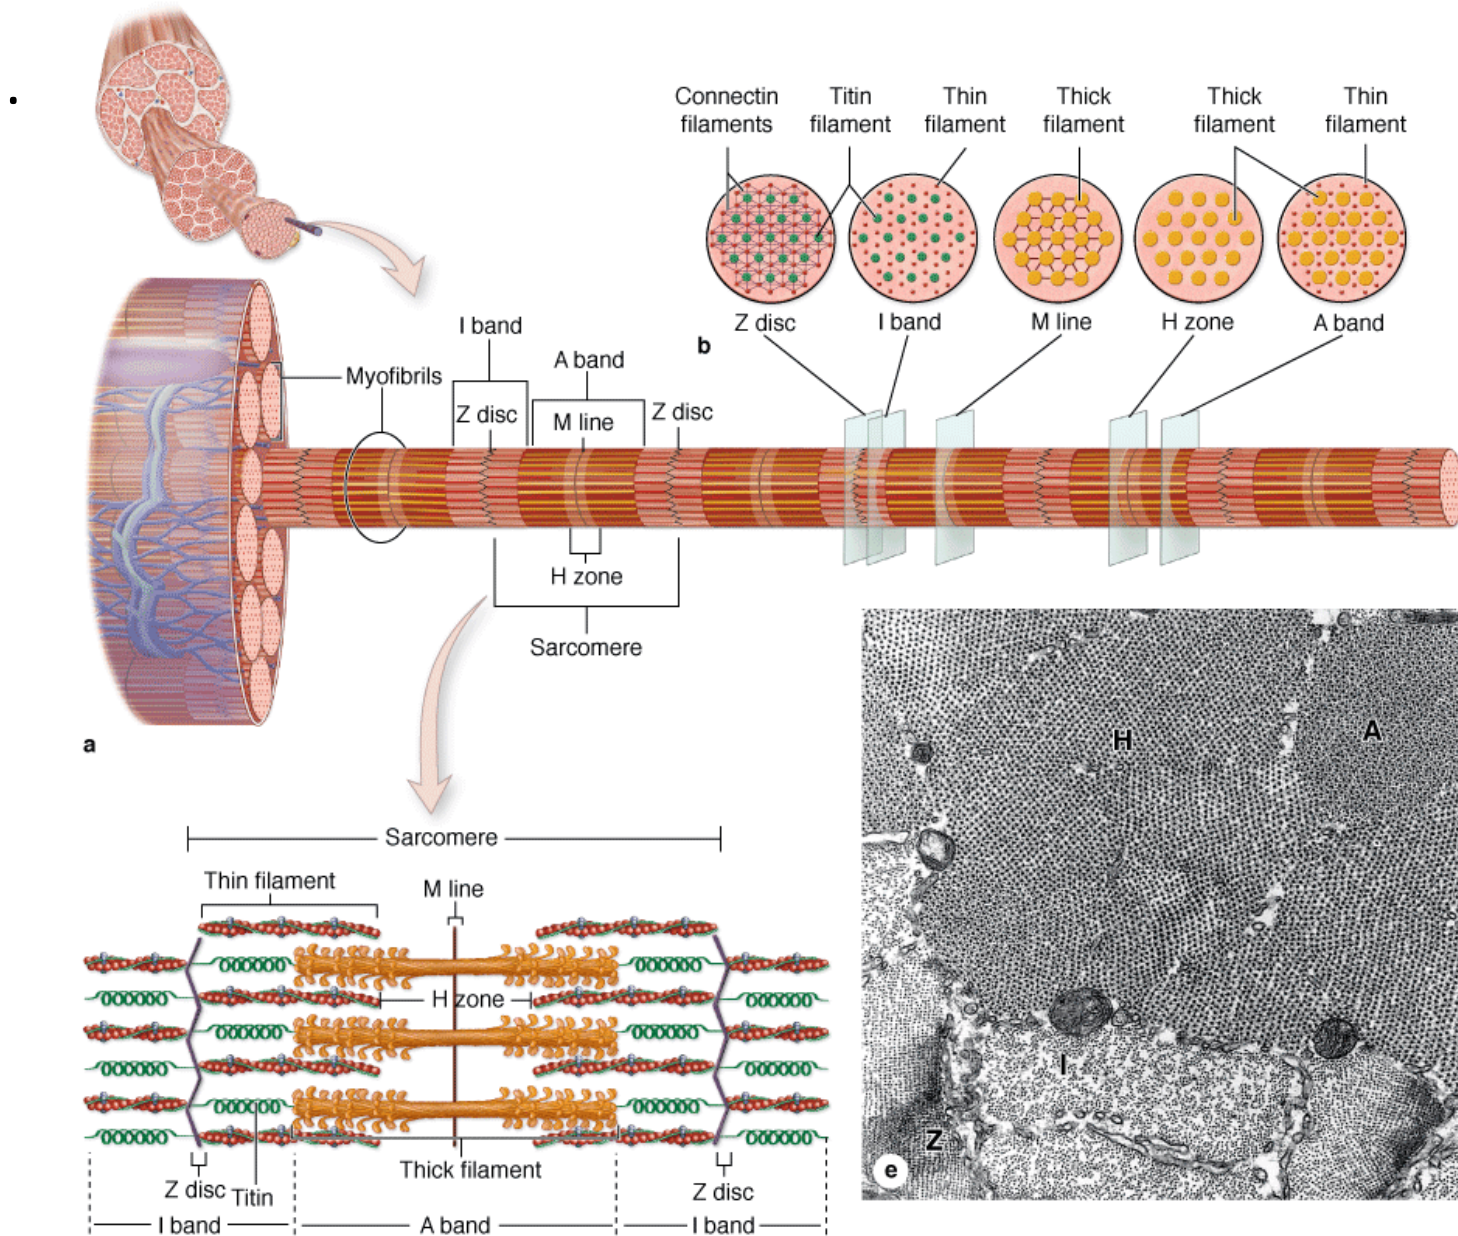 Connectin
filaments
Titin
filament
Thin
filament
Thick
filament
Thick
filament
Thin
filament
Z disc
I band
M line
H zone
A band
b
I band
A band
Myofibrils
Z disc
M line
Z disc
H zone
Sarcomere
a
Sarcomere
Thin filament
M line
H zone
Thick filament
Z disc
Titin
Z disc
I band
A band
I band
H
A
I
Z
e